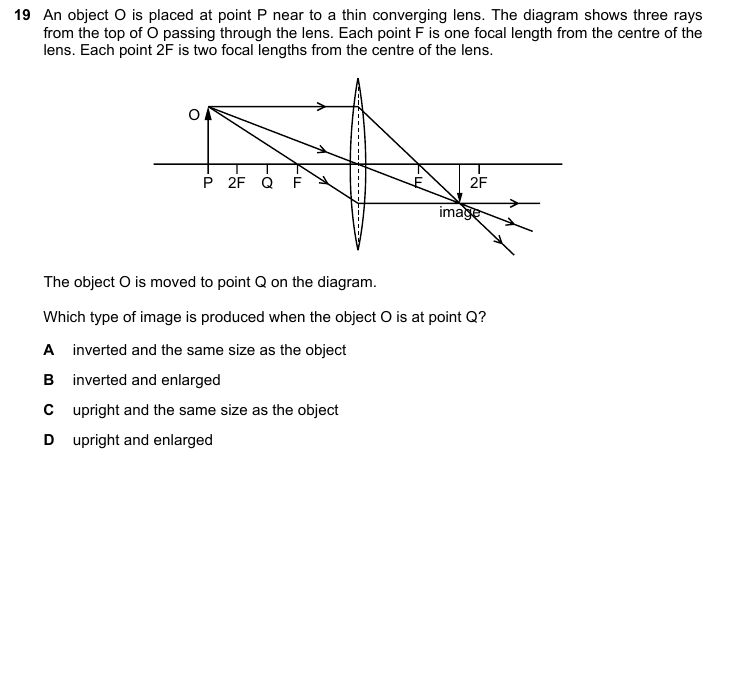 19 An object O is placed at point P near to a thin converging lens. The diagram shows three rays
from the top of O passing through the lens. Each point F is one focal length from the centre of the
lens. Each point 2F is two focal lengths from the centre of the lens.
O
P 2F Q F F 2F
image
The object O is moved to point Q on the diagram.
Which type of image is produced when the object O is at point Q?
A inverted and the same size as the object
B inverted and enlarged
C upright and the same size as the object
D upright and enlarged